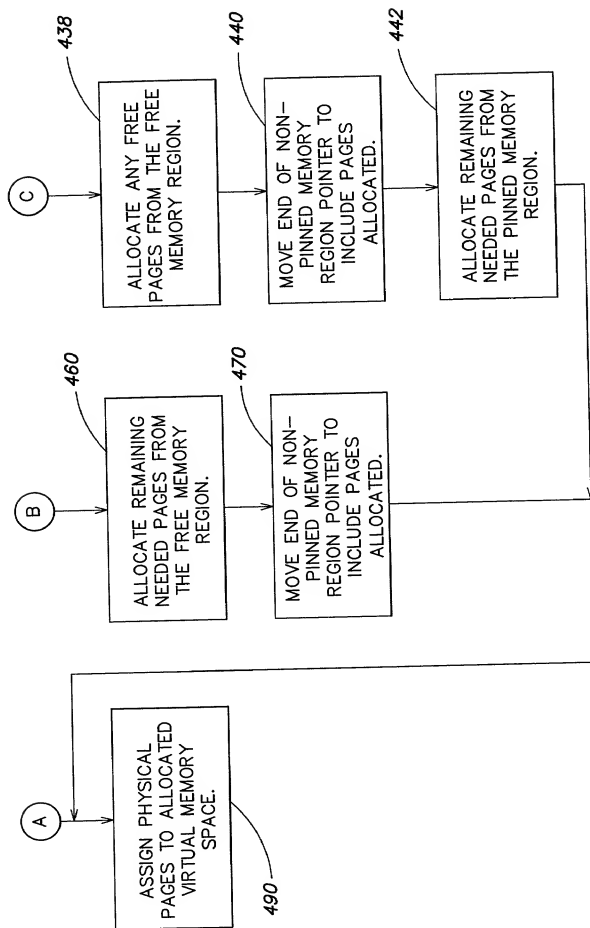 A
ASSIGN PHYSICAL
PAGES TO ALLOCATED
VIRTUAL MEMORY
SPACE.
490
B
460
ALLOCATE REMAINING
NEEDED PAGES FROM
THE FREE MEMORY
REGION.
470
MOVE END OF NON-
PINNED MEMORY
REGION POINTER TO
INCLUDE PAGES
ALLOCATED.
C
438
ALLOCATE ANY FREE
PAGES FROM THE FREE
MEMORY REGION.
440
MOVE END OF NON-
PINNED MEMORY
REGION POINTER TO
INCLUDE PAGES
ALLOCATED.
442
ALLOCATE REMAINING
NEEDED PAGES FROM
THE PINNED MEMORY
REGION.